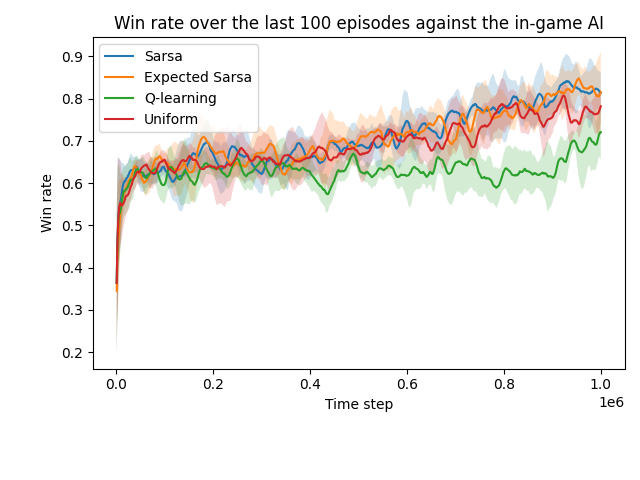 Win rate over the last 100 episodes against the in-game AI
Sarsa
Expected Sarsa
Q-learning
Uniform
Win rate
0.9
0.8
0.7
0.6
0.5
0.4
0.3
0.2
0.0 0.2 0.4 0.6 0.8 1.0
1e6
Time step